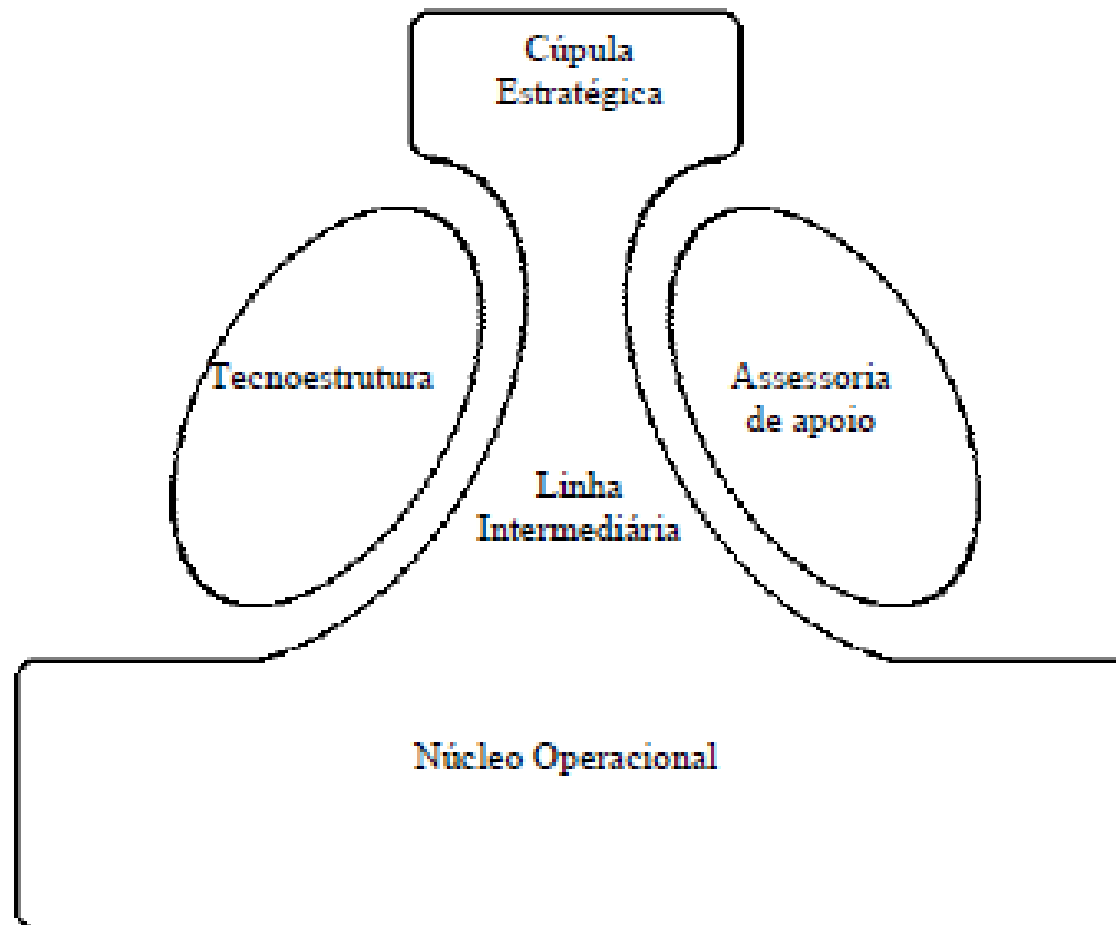 Cúpula
Estratégica
Tecnoestrutura
Assessoria
de apoio
Linha
Intermediária
Núcleo Operacional